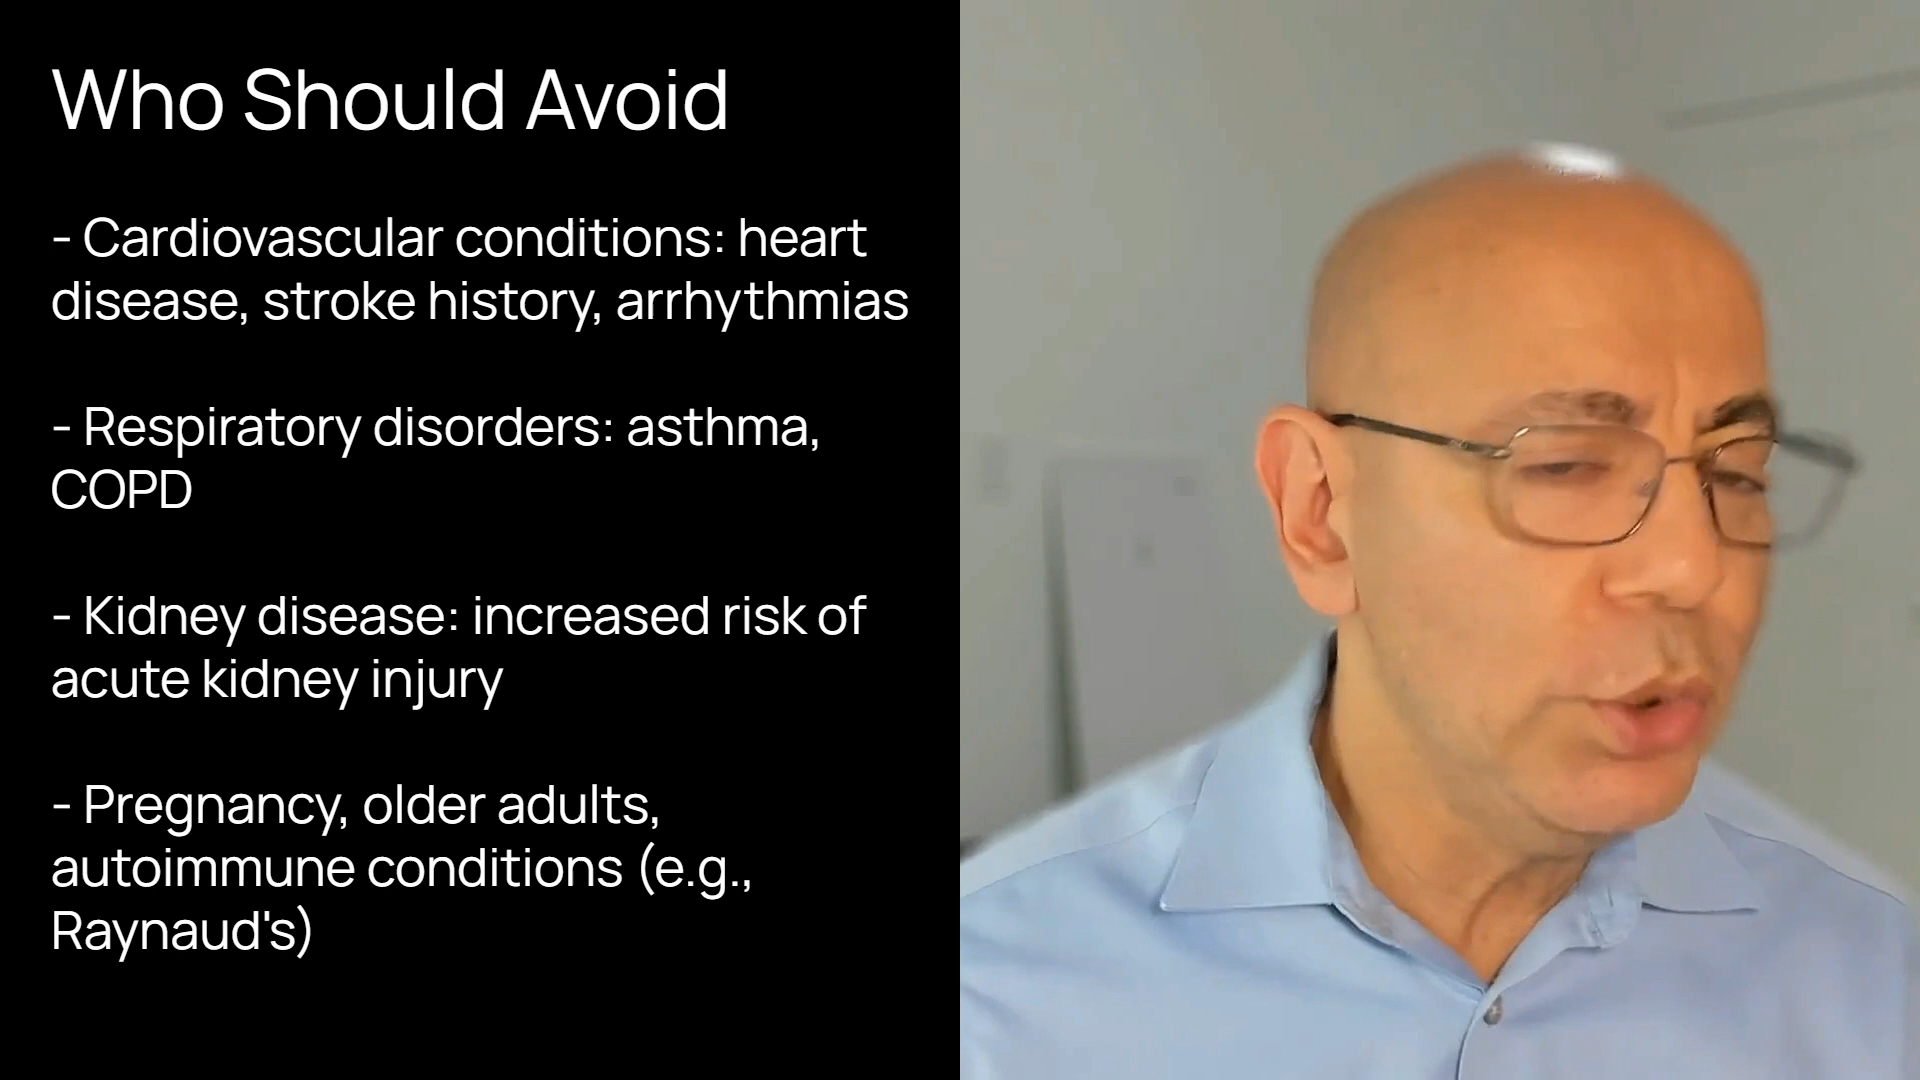 Who Should Avoid
- Cardiovascular conditions: heart
disease, stroke history, arrhythmias
- Respiratory disorders: asthma,
COPD
- Kidney disease: increased risk of
acute kidney injury
- Pregnancy, older adults,
autoimmune conditions (e.g.,
Raynaud's)